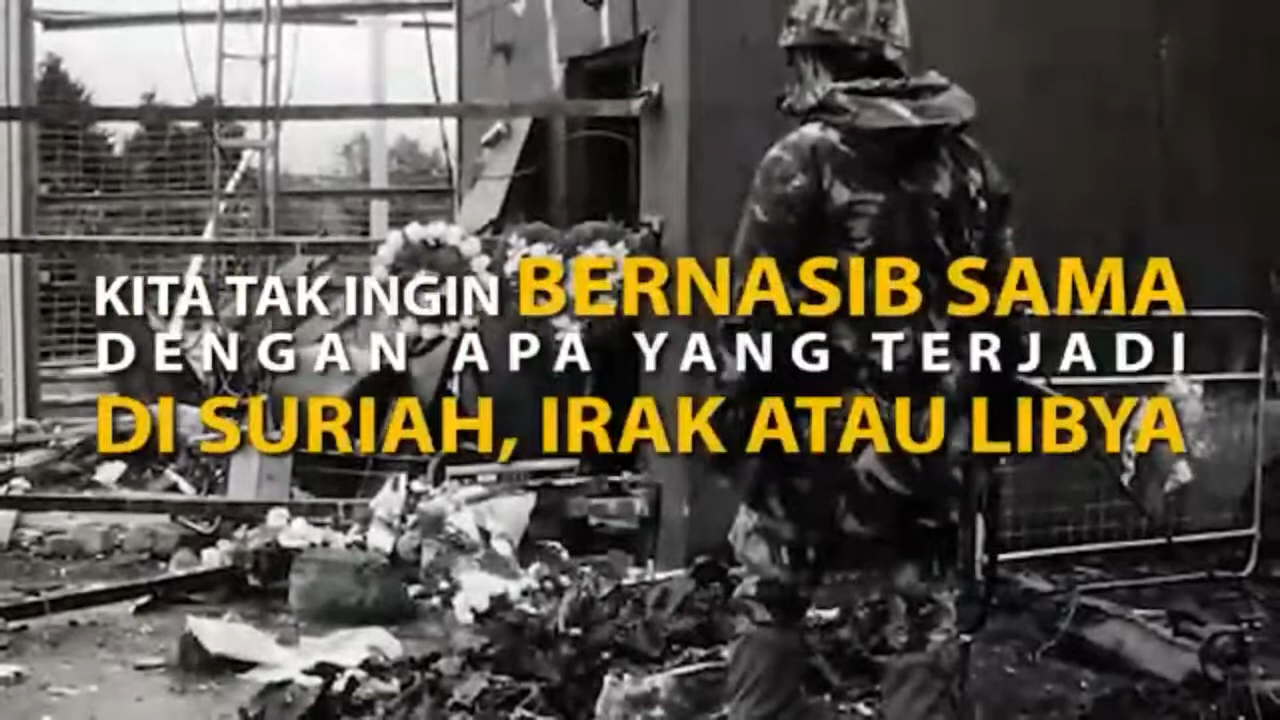 KITA TAK INGIN BERNASIB SAMA
DENGAN APA YANG TERJADI
DI SURIAH, IRAK ATAU LIBYA